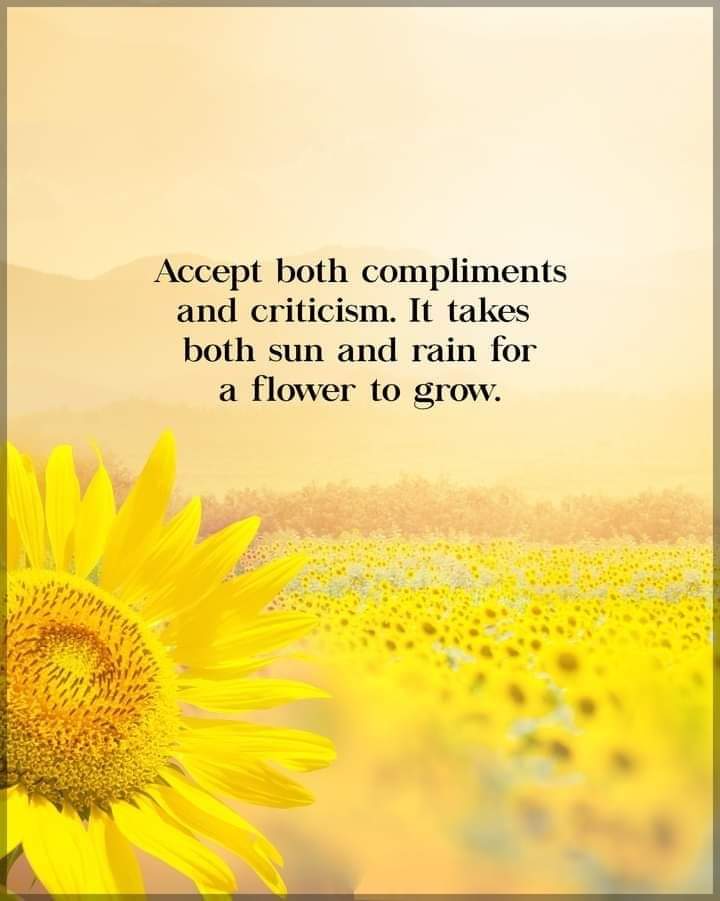 Accept both compliments
and criticism. It takes
both sun and rain for
a flower to grow.